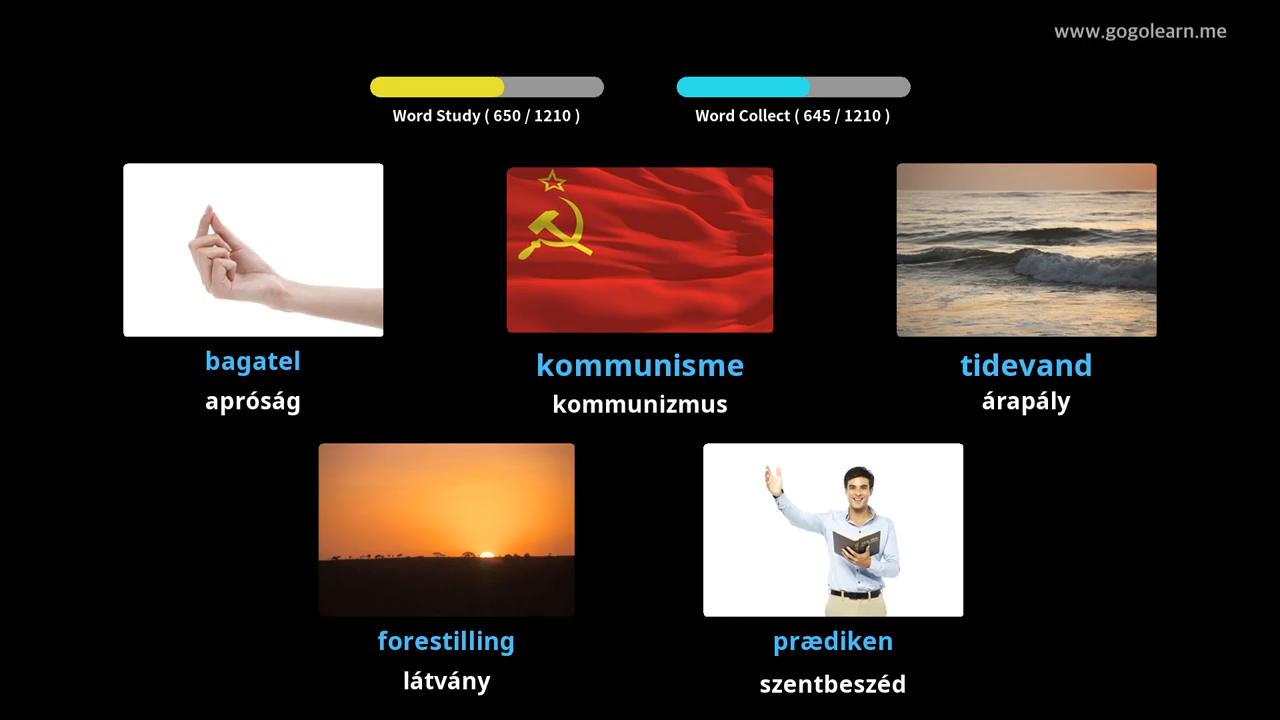 www.gogolearn.me
Word Study ( 650 / 1210 )
Word Collect ( 645 / 1210 )
bagatel
apróság
kommunisme
kommunizmus
tidevand
árapály
forestilling
látvány
prædiken
szentbeszéd